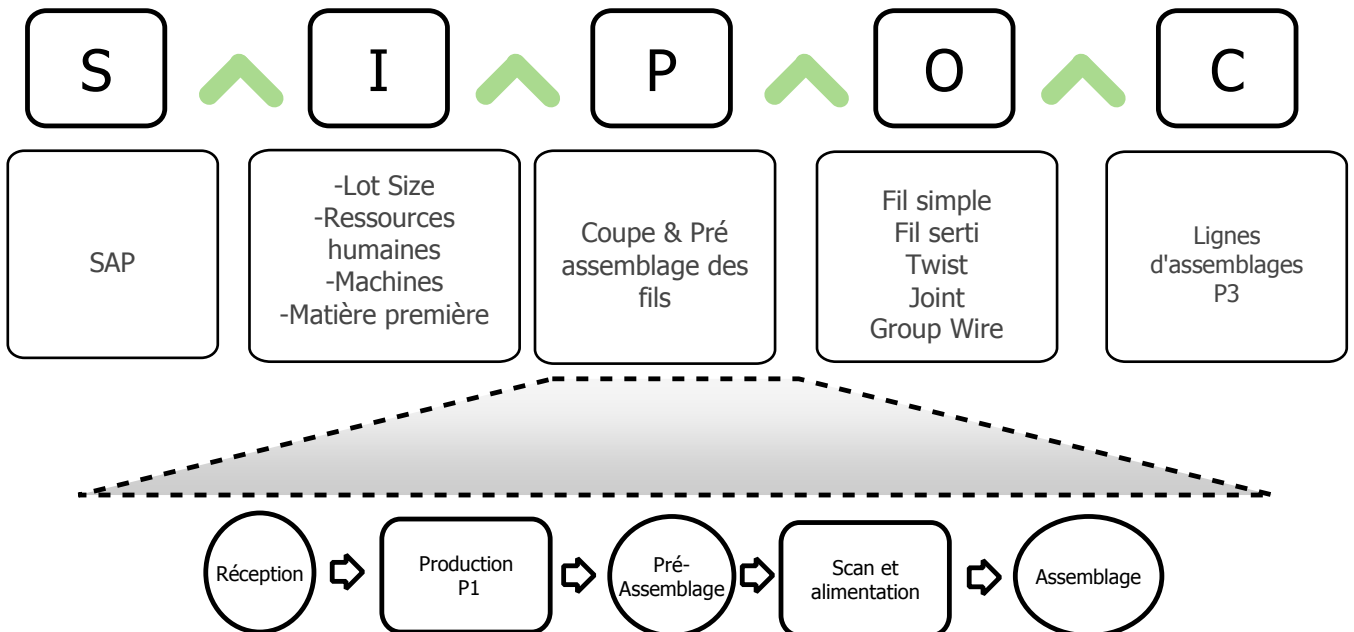 S
I
P
O
C
SAP
-Lot Size
-Ressources
humaines
-Machines
-Matière première
Coupe & Pré
assemblage des
fils
Fil simple
Fil serti
Twist
Joint
Group Wire
Lignes
d'assemblages
P3
Réception
Production
P1
Pré-
Assemblage
Scan et
alimentation
Assemblage